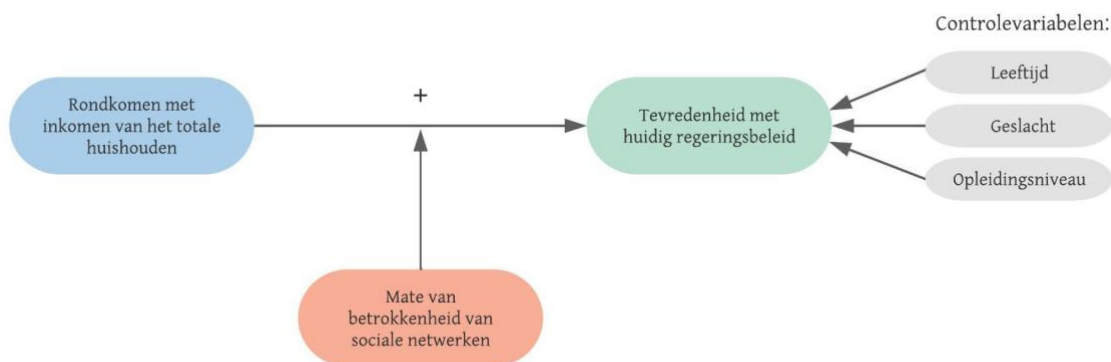 Controlevariabelen:
Leeftijd
Geslacht
Opleidingsniveau
Rondkomen met
inkomen van het totale
huishouden
+
Tevredenheid met
huidig regeringsbeleid
Mate van
betrokkenheid van
sociale netwerken